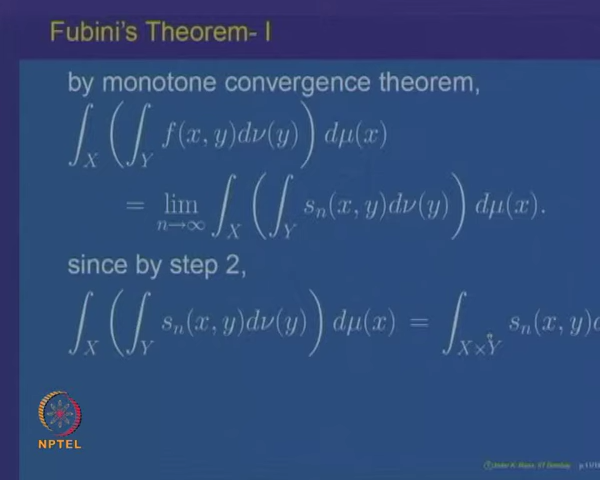 Fubini's Theorem- I
by monotone convergence theorem,
∫_X ( ∫_Y f(x, y)dν(y) ) dμ(x)
= lim_{n→∞} ∫_X ( ∫_Y s_n(x, y)dν(y) ) dμ(x).
since by step 2,
∫_X ( ∫_Y s_n(x, y)dν(y) ) dμ(x) = ∫_{X×Y} s_n(x, y)
NPTEL